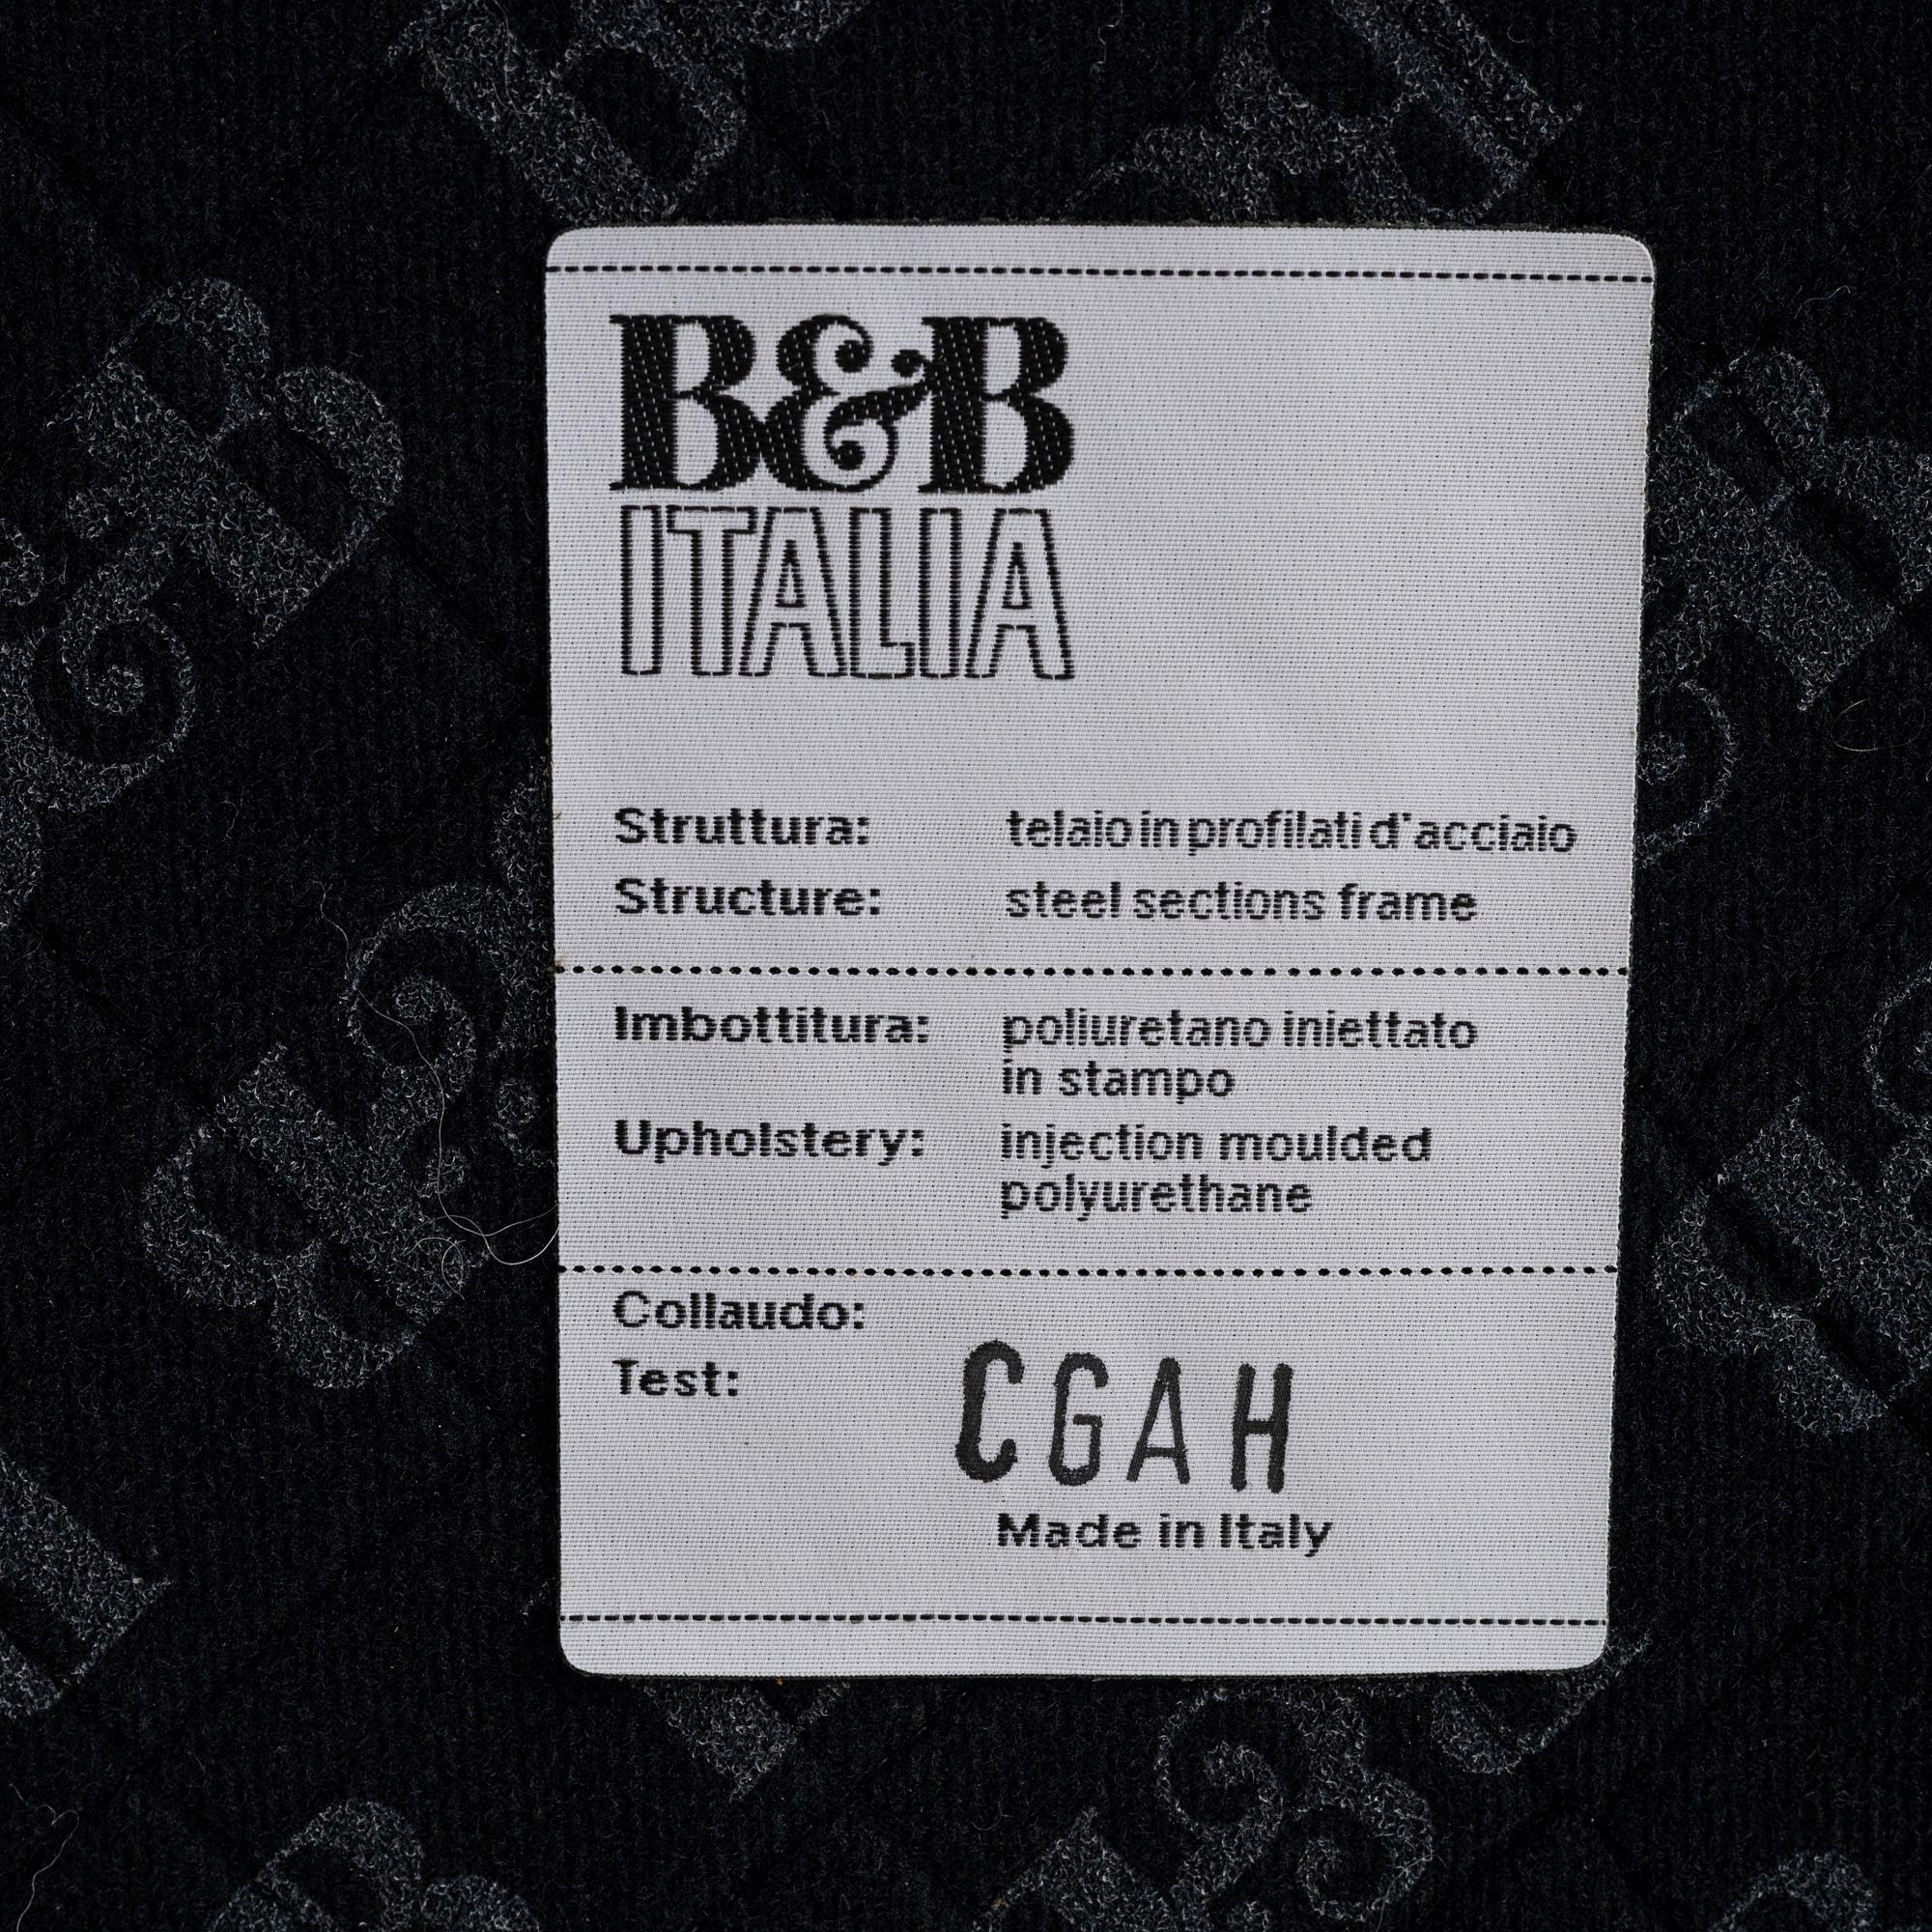 B&B
ITALIA
Struttura: telaio in profilati d'acciaio
Structure: steel sections frame
Imbottitura: poliuretano iniettato
in stampo
Upholstery: injection moulded
polyurethane
Collaudo:
Test:
CGAH
Made in Italy